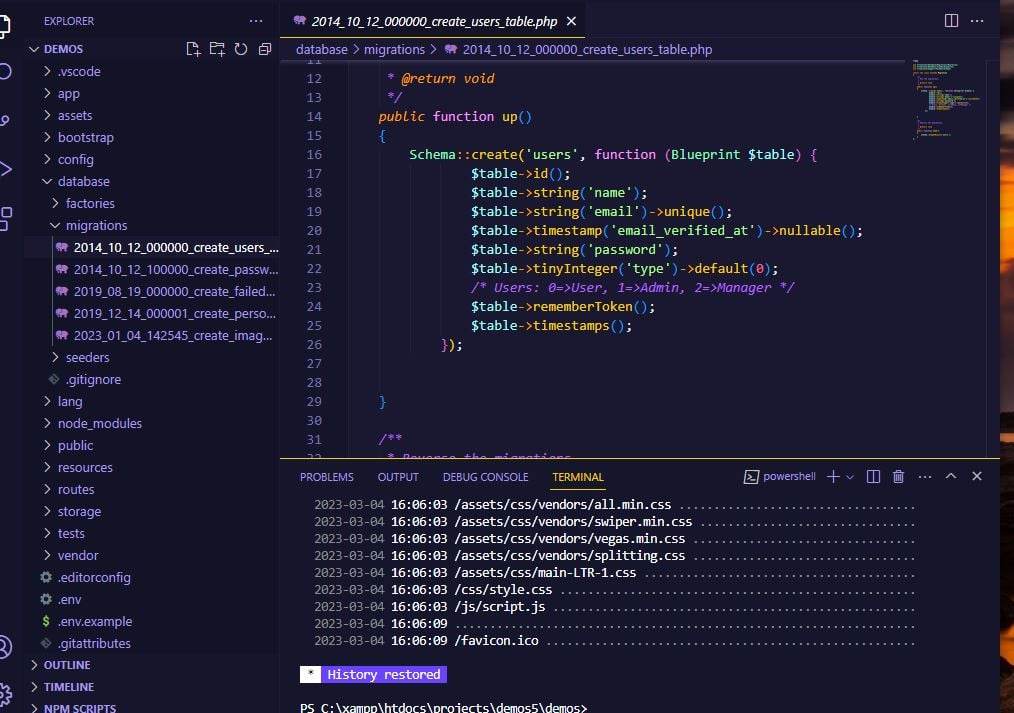 EXPLORER
DEMOS
.vscode
app
assets
bootstrap
config
database
factories
migrations
2014_10_12_000000_create_users_...
2014_10_12_100000_create_passw...
2019_08_19_000000_create_failed...
2019_12_14_000001_create_perso...
2023_01_04_142545_create_imag...
seeders
.gitignore
lang
node_modules
public
resources
routes
storage
tests
vendor
.editorconfig
.env
$ .env.example
.gitattributes
OUTLINE
TIMELINE
NPM SCRIPTS
2014_10_12_000000_create_users_table.php
database > migrations > 2014_10_12_000000_create_users_table.php
11
12 * @return void
13 */
14 public function up()
15 {
16 Schema::create('users', function (Blueprint $table) {
17 $table->id();
18 $table->string('name');
19 $table->string('email')->unique();
20 $table->timestamp('email_verified_at')->nullable();
21 $table->string('password');
22 $table->tinyInteger('type')->default(0);
23 /* Users: 0=>User, 1=>Admin, 2=>Manager */
24 $table->rememberToken();
25 $table->timestamps();
26 });
27
28
29 }
30
31 /**
32 * Reverse the migrations
PROBLEMS OUTPUT DEBUG CONSOLE TERMINAL powershell
2023-03-04 16:06:03 /assets/css/vendors/all.min.css ..................................
2023-03-04 16:06:03 /assets/css/vendors/swiper.min.css ...............................
2023-03-04 16:06:03 /assets/css/vendors/vegas.min.css ................................
2023-03-04 16:06:03 /assets/css/vendors/splitting.css ................................
2023-03-04 16:06:03 /assets/css/main-LTR-1.css .......................................
2023-03-04 16:06:03 /css/style.css ...................................................
2023-03-04 16:06:03 /js/script.js ....................................................
2023-03-04 16:06:09 ..................................................................
2023-03-04 16:06:09 /favicon.ico .....................................................
* History restored
PS C:\xampp\htdocs\projects\demos5\demos>